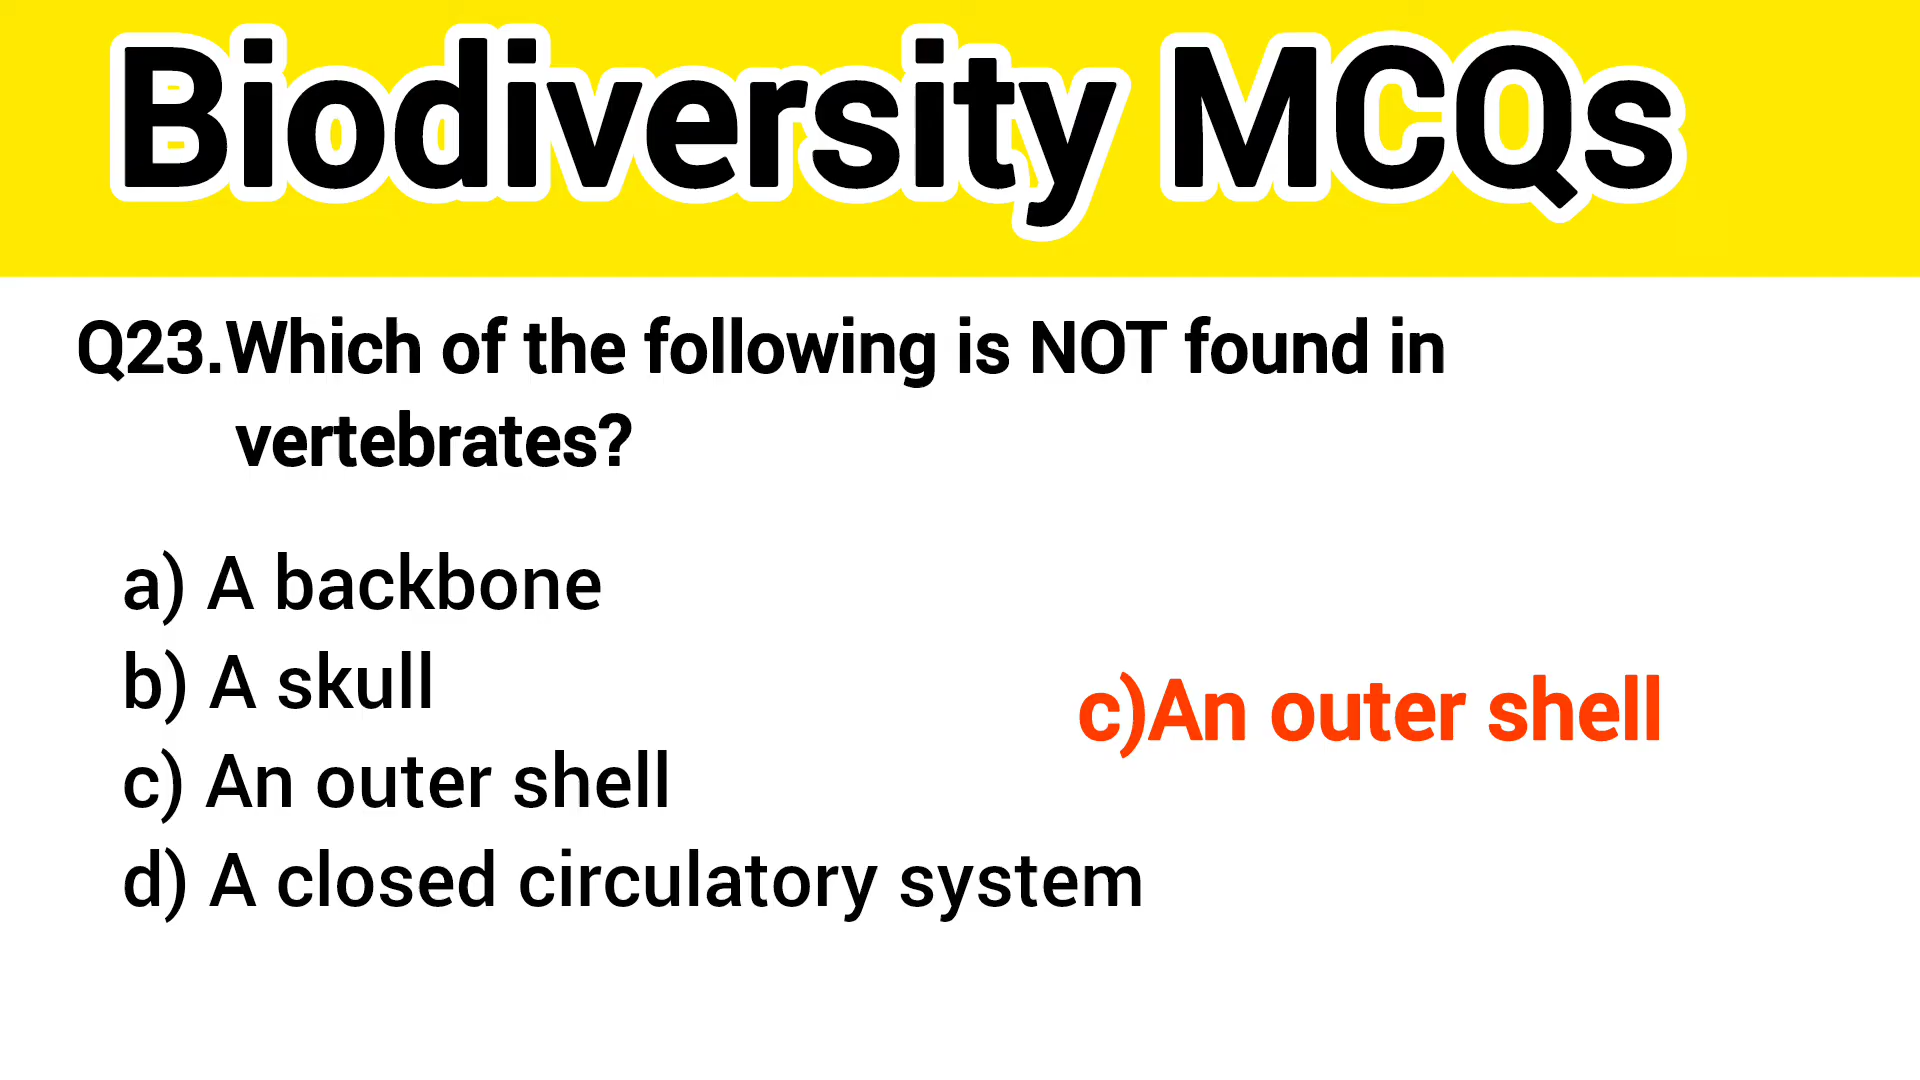 Biodiversity MCQs
Q23.Which of the following is NOT found in
vertebrates?
a) A backbone
b) A skull
c) An outer shell
d) A closed circulatory system
c)An outer shell